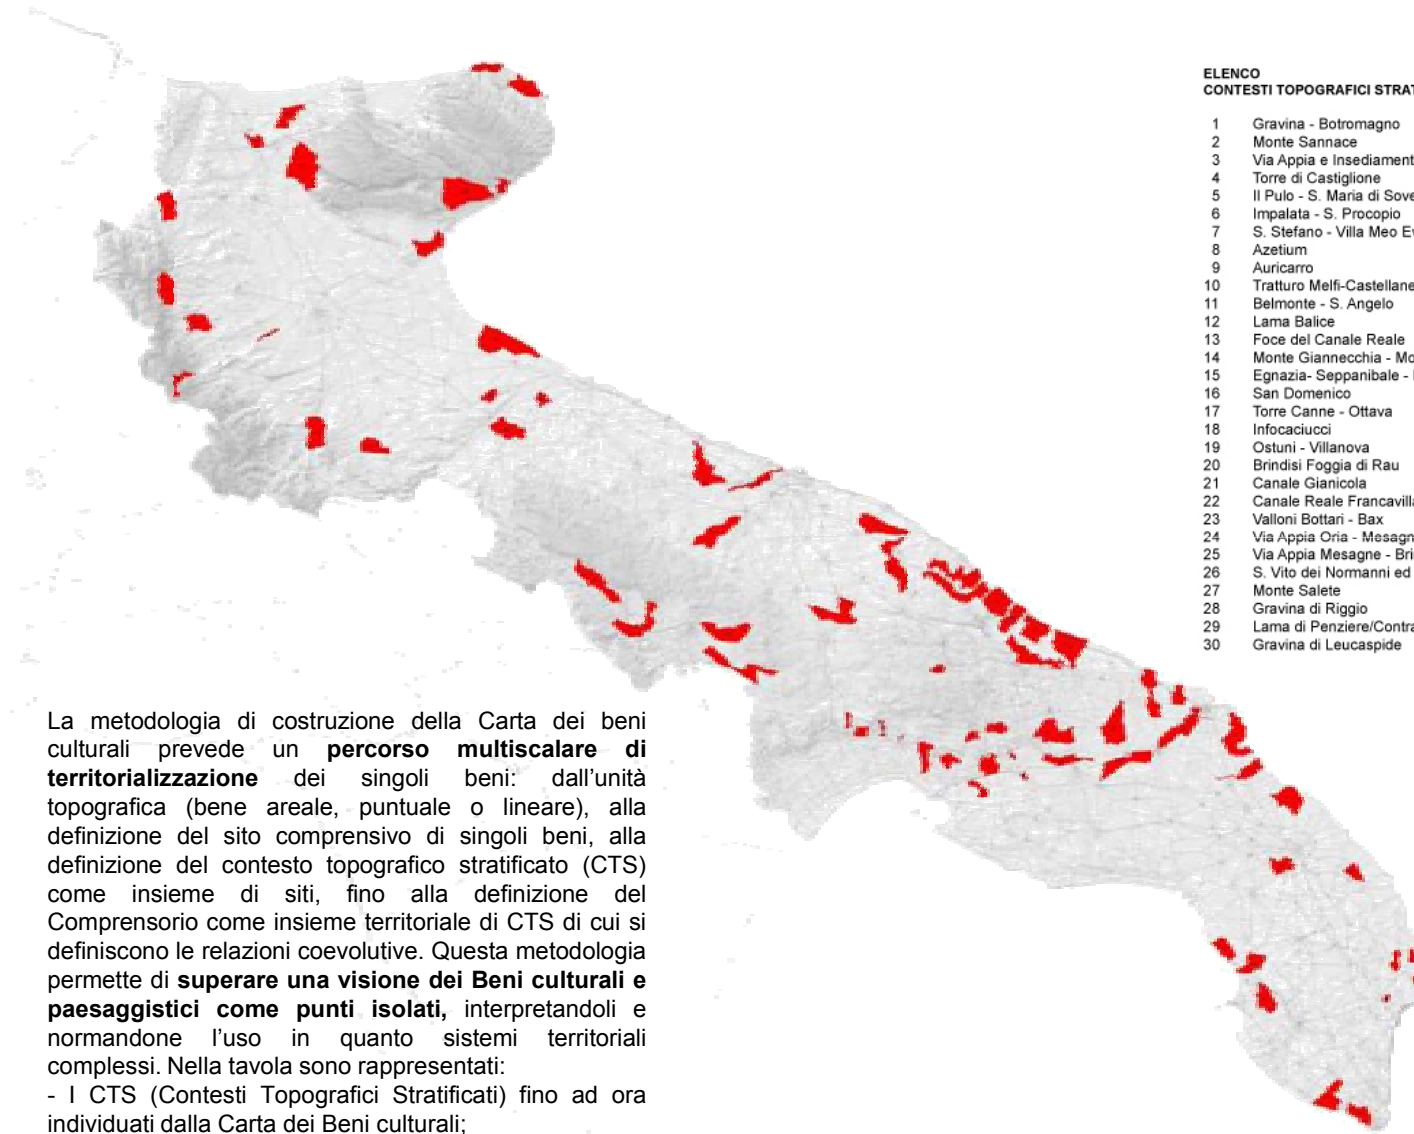 ELENCO
CONTESTI TOPOGRAFICI STRAT
1 Gravina - Botromagno
2 Monte Sannace
3 Via Appia e Insediament
4 Torre di Castiglione
5 Il Pulo - S. Maria di Sove
6 Impalata - S. Procopio
7 S. Stefano - Villa Meo Ev
8 Azetium
9 Auricarro
10 Tratturo Melfi-Castellane
11 Belmonte - S. Angelo
12 Lama Balice
13 Foce del Canale Reale
14 Monte Giannecchia - Mo
15 Egnazia- Seppanibale -
16 San Domenico
17 Torre Canne - Ottava
18 Infocaciucci
19 Ostuni - Villanova
20 Brindisi Foggia di Rau
21 Canale Gianicola
22 Canale Reale Francavilla
23 Valloni Bottari - Bax
24 Via Appia Oria - Mesagn
25 Via Appia Mesagne - Bri
26 S. Vito dei Normanni ed
27 Monte Salete
28 Gravina di Riggio
29 Lama di Penziere/Contra
30 Gravina di Leucaspide
La metodologia di costruzione della Carta dei beni
culturali prevede un percorso multiscalare di
territorializzazione dei singoli beni: dall'unità
topografica (bene areale, puntuale o lineare), alla
definizione del sito comprensivo di singoli beni, alla
definizione del contesto topografico stratificato (CTS)
come insieme di siti, fino alla definizione del
Comprensorio come insieme territoriale di CTS di cui si
definiscono le relazioni coevolutive. Questa metodologia
permette di superare una visione dei Beni culturali e
paesaggistici come punti isolati, interpretandoli e
normandone l'uso in quanto sistemi territoriali
complessi. Nella tavola sono rappresentati:
- I CTS (Contesti Topografici Stratificati) fino ad ora
individuati dalla Carta dei Beni culturali;